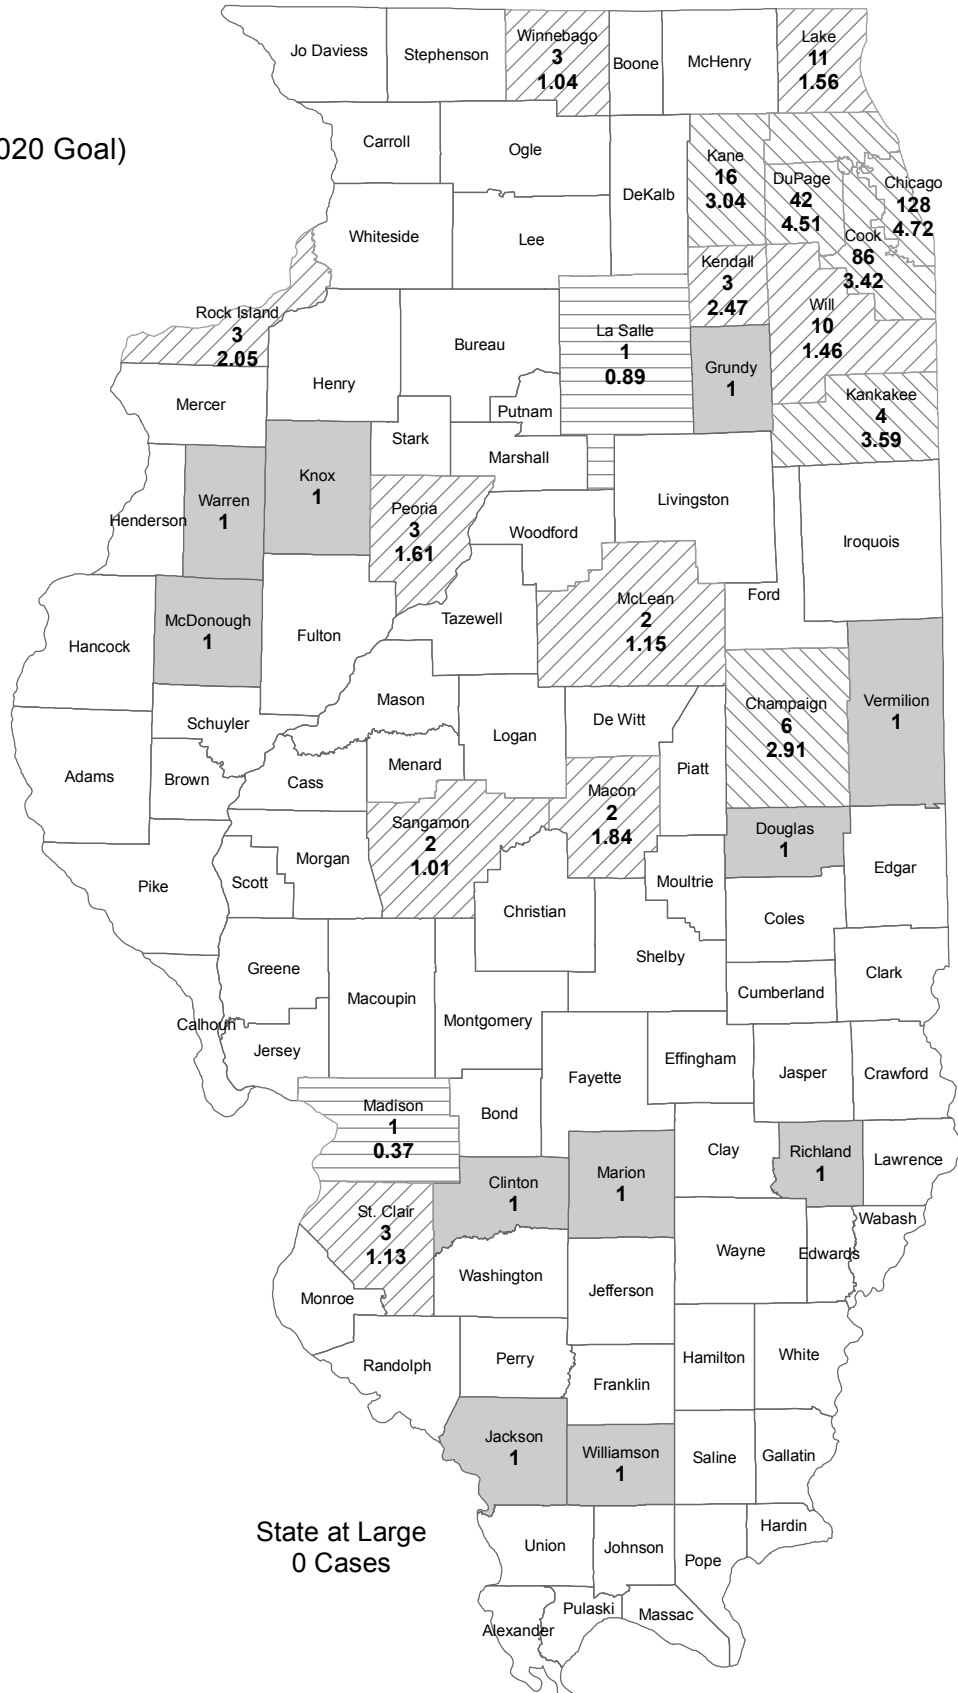 Jo Daviess
Stephenson
Winnebago
3
1.04
Boone
McHenry
Lake
11
1.56
020 Goal)
Carroll
Ogle
DeKalb
Kane
16
3.04
DuPage
42
4.51
Chicago
128
4.72
Cook
86
3.42
Whiteside
Lee
Kendall
3
2.47
Rock Island
3
2.05
Will
10
1.46
La Salle
1
0.89
Bureau
Grundy
1
Henry
Kankakee
4
3.59
Mercer
Putnam
Stark
Marshall
Knox
1
Warren
1
Livingston
Henderson
Peoria
3
1.61
Woodford
Iroquois
McLean
2
1.15
Ford
Tazewell
McDonough
1
Fulton
Hancock
Mason
Champaign
6
2.91
Vermilion
1
Schuyler
De Witt
Logan
Adams
Brown
Cass
Menard
Piatt
Macon
2
1.84
Sangamon
2
1.01
Douglas
1
Morgan
Edgar
Pike
Scott
Moultrie
Christian
Coles
Shelby
Greene
Clark
Macoupin
Cumberland
Montgomery
Calhoun
Jersey
Effingham
Fayette
Jasper
Crawford
Madison
1
0.37
Bond
Clay
Richland
1
Lawrence
Marion
1
Clinton
1
St. Clair
3
1.13
Wabash
Wayne
Edwards
Washington
Jefferson
Monroe
Randolph
Perry
Hamilton
White
Franklin
Jackson
1
Williamson
1
Saline
Gallatin
State at Large
0 Cases
Hardin
Union
Johnson
Pope
Pulaski
Massac
Alexander